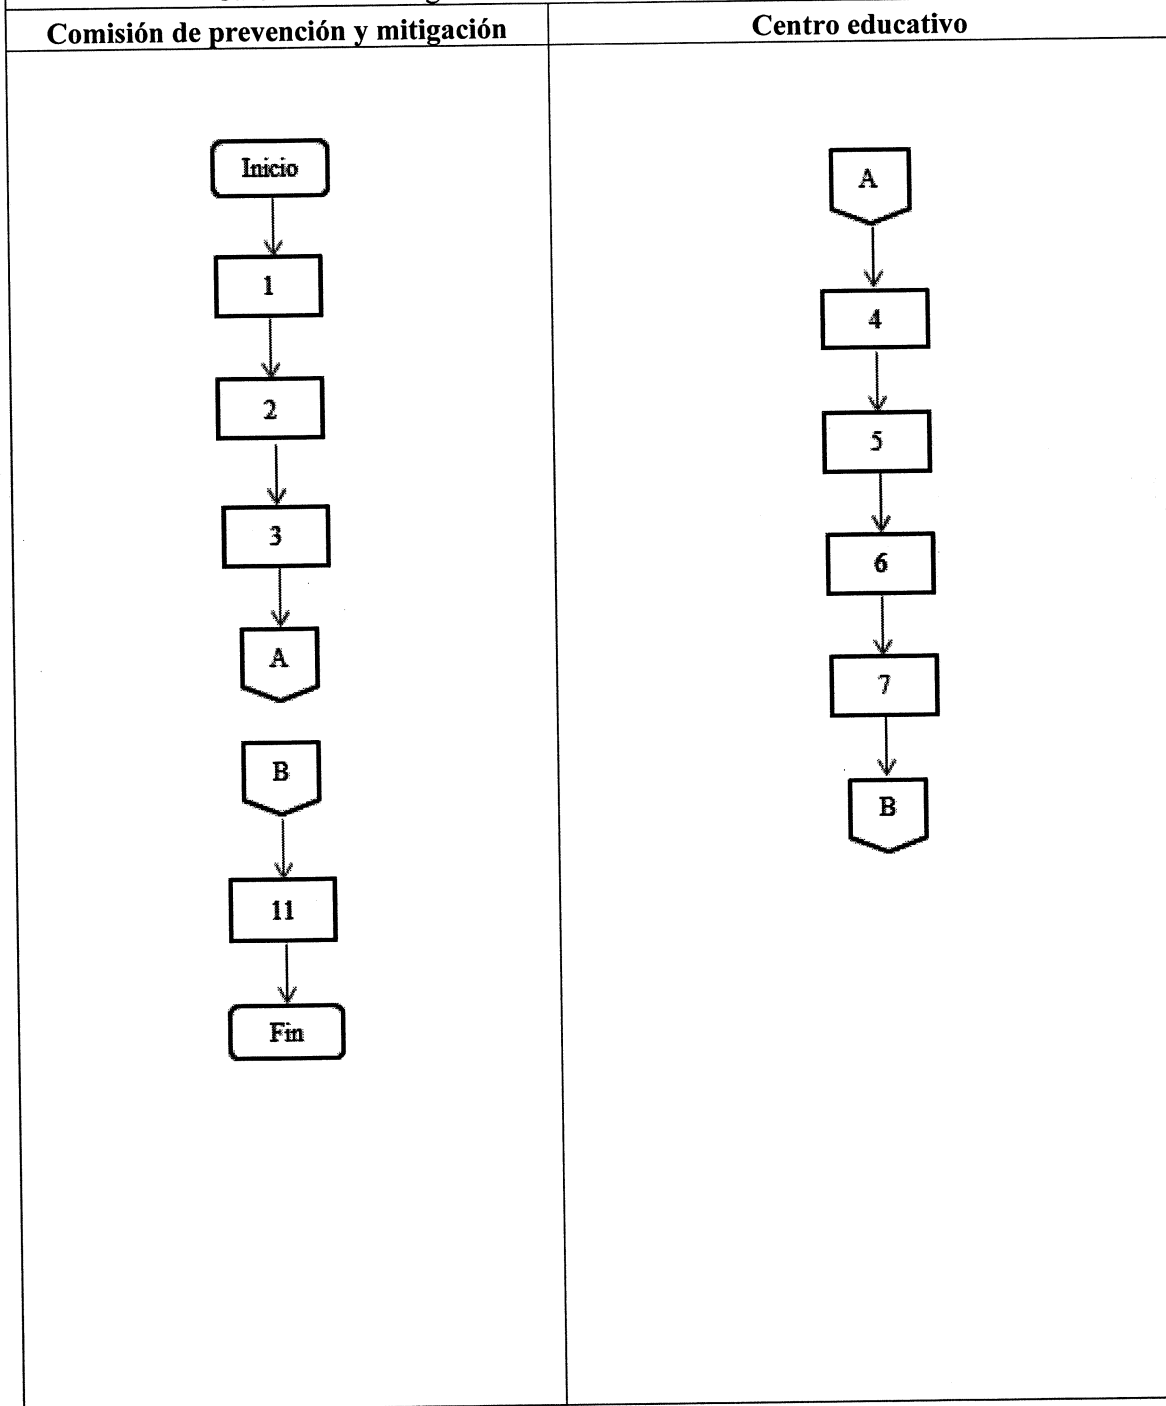 Comisión de prevención y mitigación
Centro educativo
Inicio
1
2
3
A
B
11
Fin
A
4
5
6
7
B